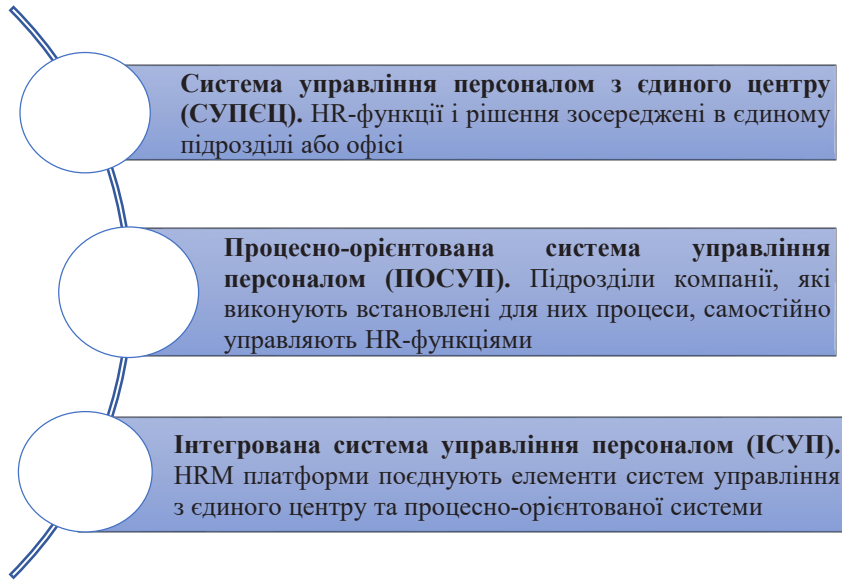 Система управління персоналом з єдиного центру
(СУПЄЦ). HR-функції і рішення зосереджені в єдиному
підрозділі або офісі
Процесно-орієнтована система управління
персоналом (ПОСУП). Підрозділи компанії, які
виконують встановлені для них процеси, самостійно
управляють HR-функціями
Інтегрована система управління персоналом (ІСУП).
HRM платформи поєднують елементи систем управління
з єдиного центру та процесно-орієнтованої системи